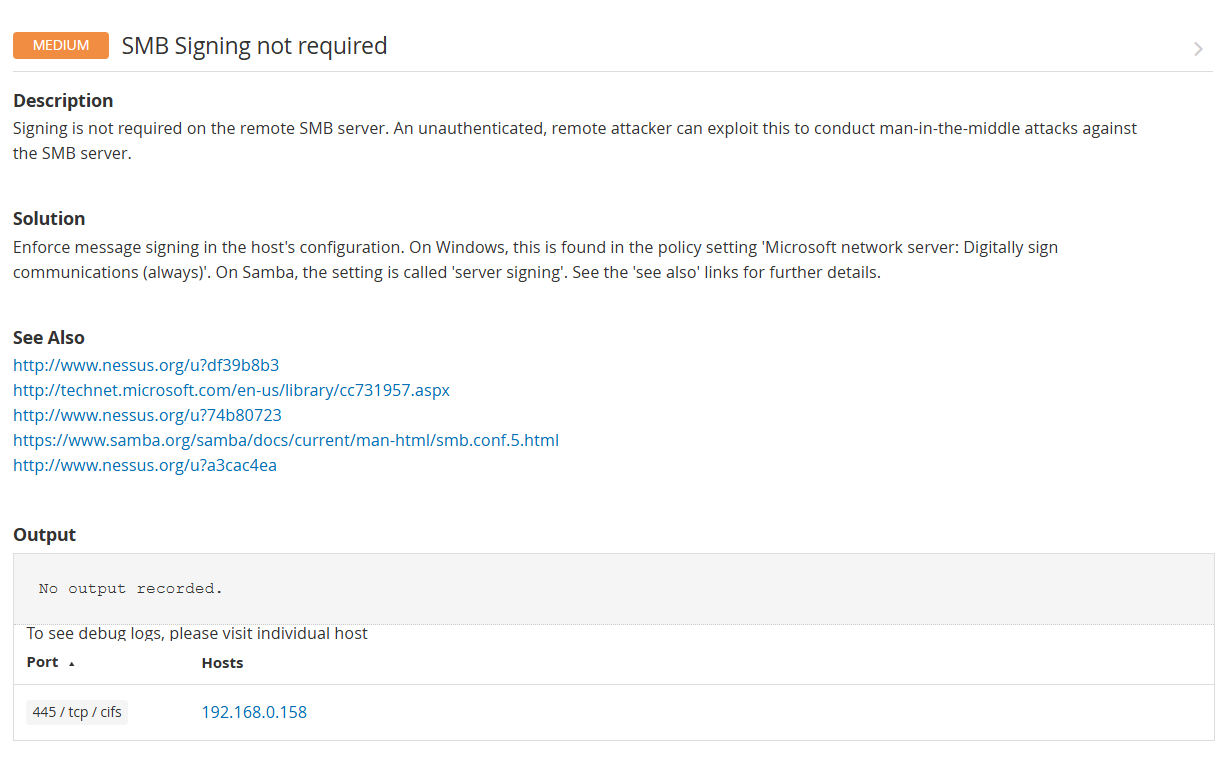 MEDIUM SMB Signing not required
Description
Signing is not required on the remote SMB server. An unauthenticated, remote attacker can exploit this to conduct man-in-the-middle attacks against
the SMB server.
Solution
Enforce message signing in the host's configuration. On Windows, this is found in the policy setting 'Microsoft network server: Digitally sign
communications (always)'. On Samba, the setting is called 'server signing'. See the 'see also' links for further details.
See Also
http://www.nessus.org/u?df39b8b3
http://technet.microsoft.com/en-us/library/cc731957.aspx
http://www.nessus.org/u?74b80723
https://www.samba.org/samba/docs/current/man-html/smb.conf.5.html
http://www.nessus.org/u?a3cac4ea
Output
No output recorded.
To see debug logs, please visit individual host
Port ▲ Hosts
445 / tcp / cifs 192.168.0.158